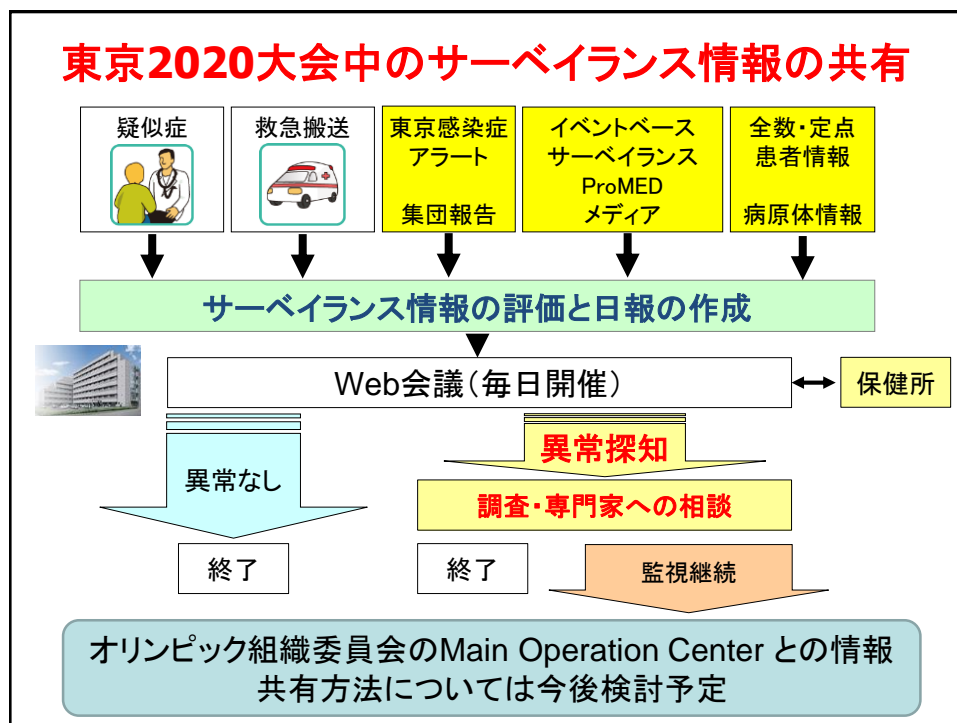 東京2020大会中のサーベイランス情報の共有
疑似症
救急搬送
東京感染症
アラート
集団報告
イベントベース
サーベイランス
ProMED
メディア
全数・定点
患者情報
病原体情報
サーベイランス情報の評価と日報の作成
Web会議(毎日開催)
保健所
異常なし
異常探知
調査・専門家への相談
終了
終了
監視継続
オリンピック組織委員会のMain Operation Center との情報
共有方法については今後検討予定